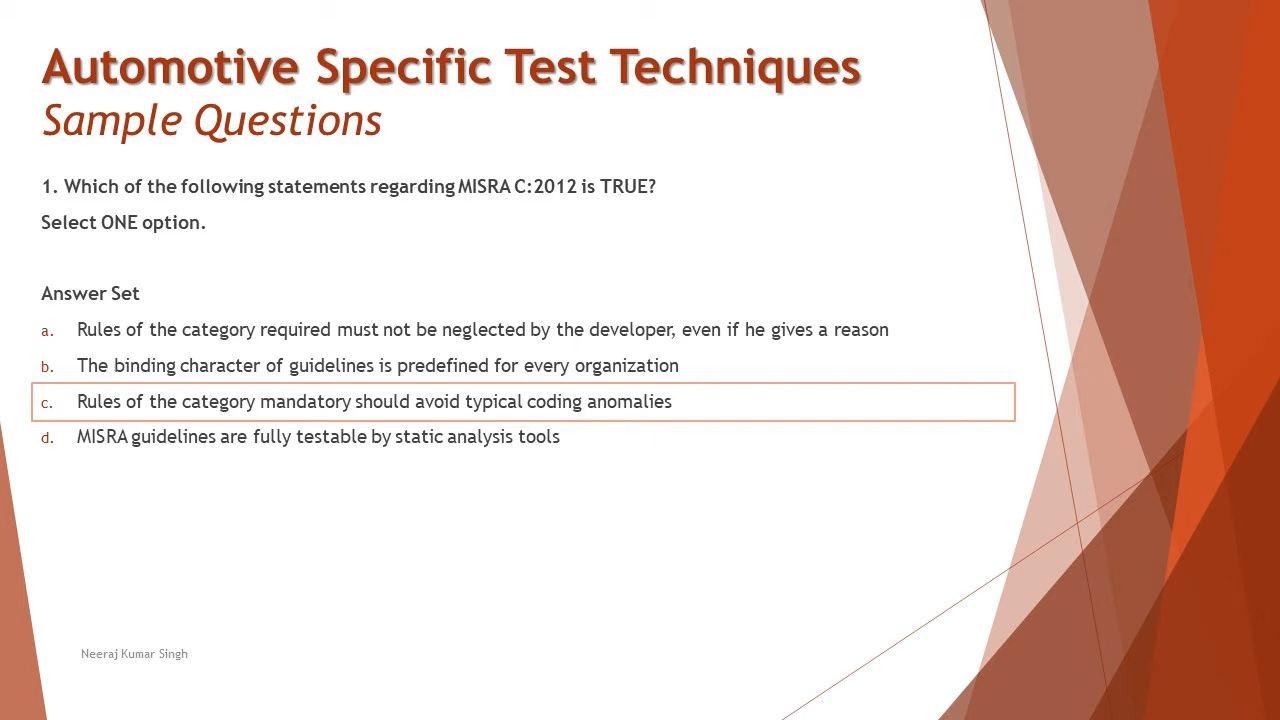 Automotive Specific Test Techniques
Sample Questions
1. Which of the following statements regarding MISRA C:2012 is TRUE?
Select ONE option.
Answer Set
a. Rules of the category required must not be neglected by the developer, even if he gives a reason
b. The binding character of guidelines is predefined for every organization
c. Rules of the category mandatory should avoid typical coding anomalies
d. MISRA guidelines are fully testable by static analysis tools
Neeraj Kumar Singh